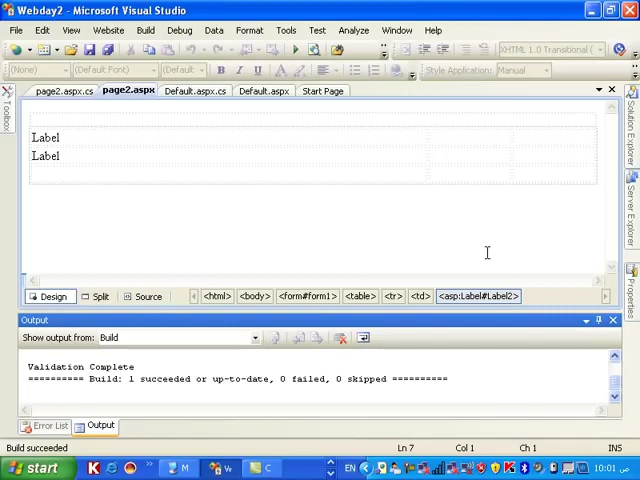 Webday2 - Microsoft Visual Studio
File Edit View Website Build Debug Data Format Tools Test Analyze Window Help
XHTML 1.0 Transitional (
(None) (Default Font) (Default B I U A Style Application: Manual
page2.aspx.cs page2.aspx Default.aspx.cs Default.aspx Start Page
Toolbox
Label
Label
Solution Explorer
Server Explorer
Properties
Design Split Source <html> <body> <form#form1> <table> <tr> <td> <asp:Label#Label2>
Output
Show output from: Build
Validation Complete
========== Build: 1 succeeded or up-to-date, 0 failed, 0 skipped ==========
Error List Output
Build succeeded Ln 7 Col 1 Ch 1 INS
start K M W C EN 10:01 ص